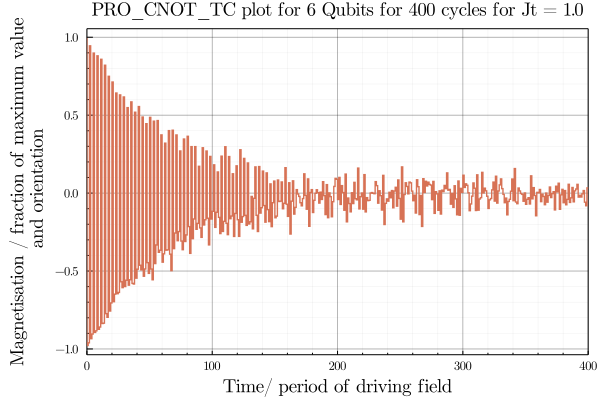 PRO_CNOT_TC plot for 6 Qubits for 400 cycles for Jt = 1.0
Magnetisation / fraction of maximum value
and orientation
1.0
0.5
0.0
−0.5
−1.0
0 100 200 300 400
Time/ period of driving field